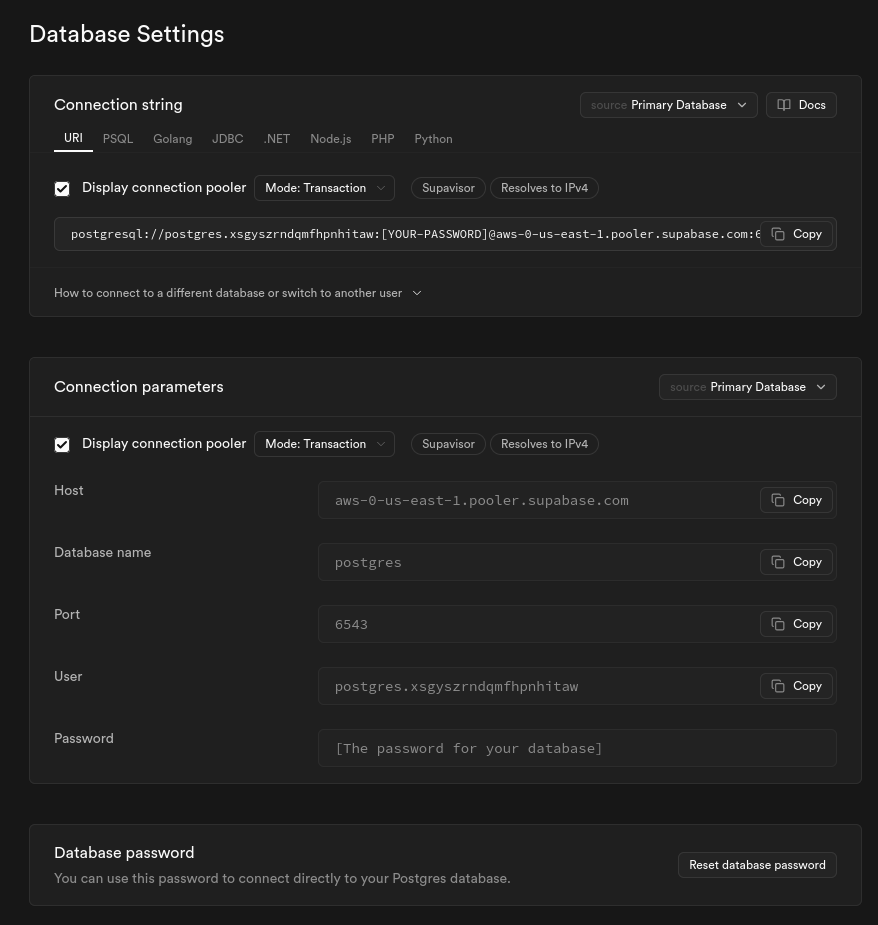 Database Settings
Connection string
source Primary Database
Docs
URI PSQL Golang JDBC .NET Node.js PHP Python
Display connection pooler Mode: Transaction Supavisor Resolves to IPv4
postgresql://postgres.xsgyszrndqmfhpnhitaw:[YOUR-PASSWORD]@aws-0-us-east-1.pooler.supabase.com:6 Copy
How to connect to a different database or switch to another user
Connection parameters
source Primary Database
Display connection pooler Mode: Transaction Supavisor Resolves to IPv4
Host aws-0-us-east-1.pooler.supabase.com Copy
Database name postgres Copy
Port 6543 Copy
User postgres.xsgyszrndqmfhpnhitaw Copy
Password [The password for your database]
Database password
You can use this password to connect directly to your Postgres database.
Reset database password